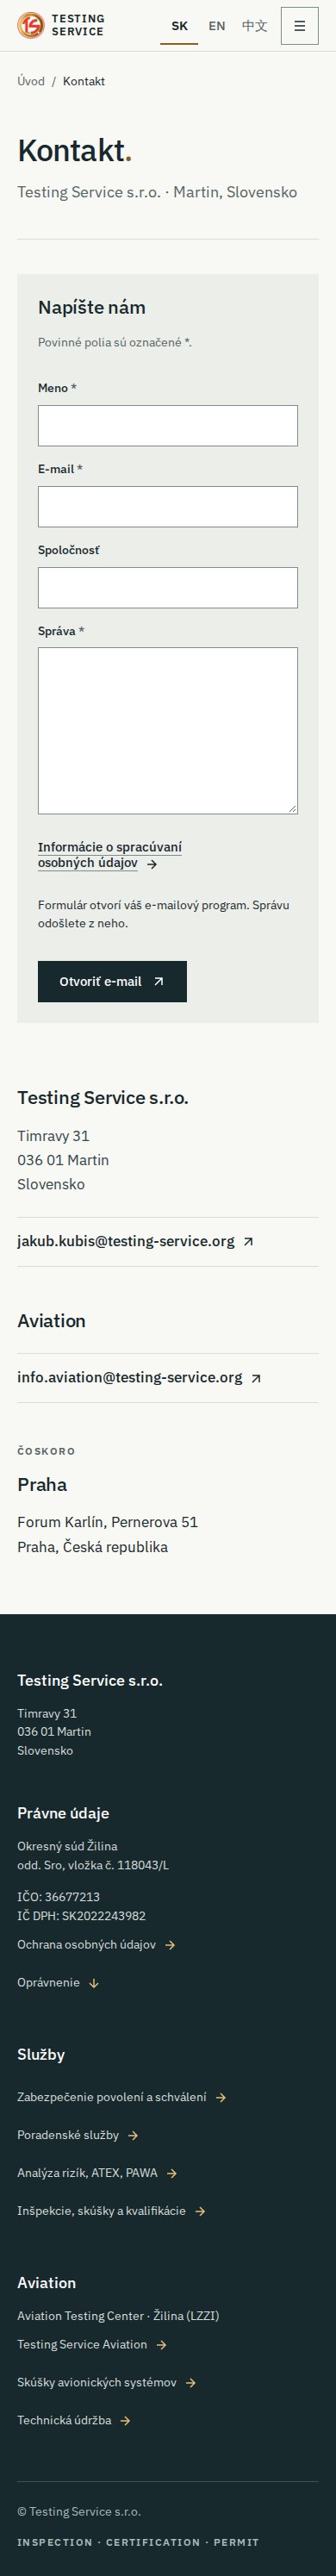 TESTING
SERVICE
SK EN 中文
Úvod / Kontakt
Kontakt.
Testing Service s.r.o. · Martin, Slovensko
Napíšte nám
Povinné polia sú označené *.
Meno *
E-mail *
Spoločnosť
Správa *
Informácie o spracúvaní
osobných údajov →
Formulár otvorí váš e-mailový program. Správu
odošlete z neho.
Otvoriť e-mail ↗
Testing Service s.r.o.
Timravy 31
036 01 Martin
Slovensko
jakub.kubis@testing-service.org ↗
Aviation
info.aviation@testing-service.org ↗
ČOSKORO
Praha
Forum Karlín, Pernerova 51
Praha, Česká republika
Testing Service s.r.o.
Timravy 31
036 01 Martin
Slovensko
Právne údaje
Okresný súd Žilina
odd. Sro, vložka č. 118043/L
IČO: 36677213
IČ DPH: SK2022243982
Ochrana osobných údajov →
Oprávnenie ↓
Služby
Zabezpečenie povolení a schválení →
Poradenské služby →
Analýza rizík, ATEX, PAWA →
Inšpekcie, skúšky a kvalifikácie →
Aviation
Aviation Testing Center · Žilina (LZZI)
Testing Service Aviation →
Skúšky avionických systémov →
Technická údržba →
© Testing Service s.r.o.
INSPECTION · CERTIFICATION · PERMIT